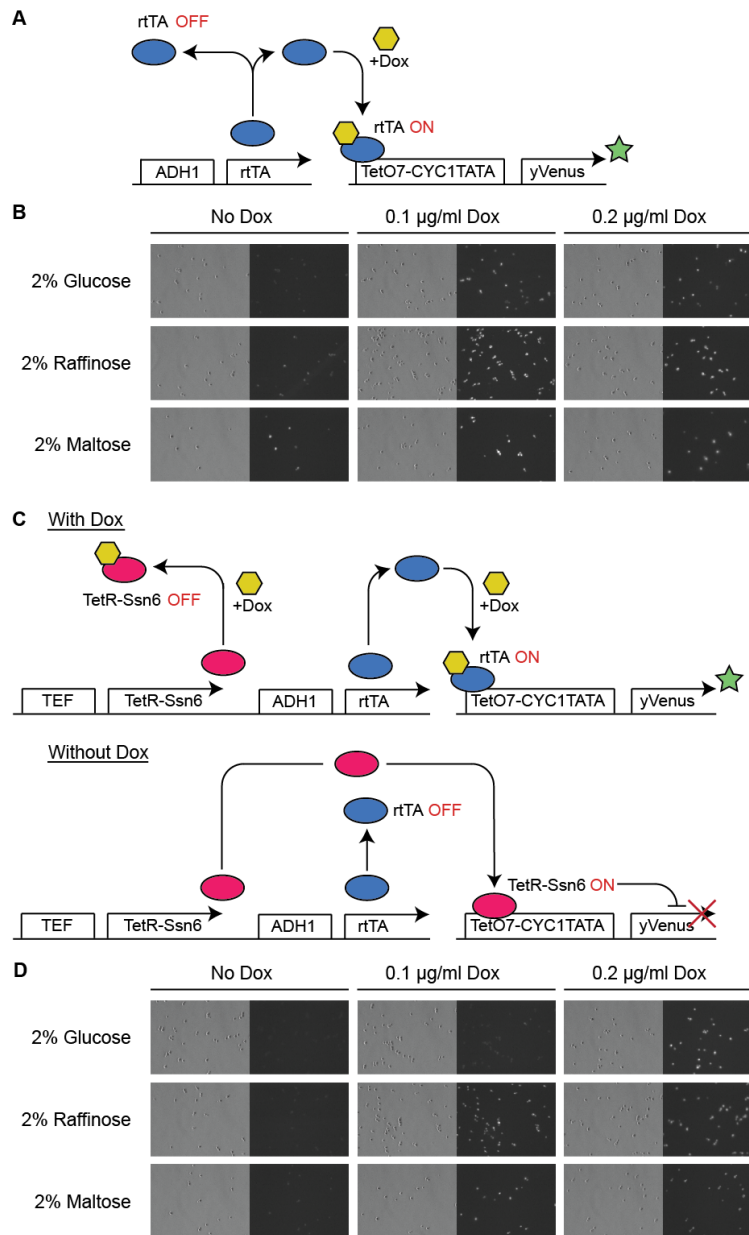 A
rtTA OFF
+Dox
rtTA ON
ADH1 rtTA TetO7-CYC1TATA yVenus
B
No Dox 0.1 µg/ml Dox 0.2 µg/ml Dox
2% Glucose
2% Raffinose
2% Maltose
C With Dox
TetR-Ssn6 OFF +Dox +Dox
rtTA ON
TEF TetR-Ssn6 ADH1 rtTA TetO7-CYC1TATA yVenus
Without Dox
rtTA OFF
TetR-Ssn6 ON
TEF TetR-Ssn6 ADH1 rtTA TetO7-CYC1TATA yVenus
D
No Dox 0.1 µg/ml Dox 0.2 µg/ml Dox
2% Glucose
2% Raffinose
2% Maltose